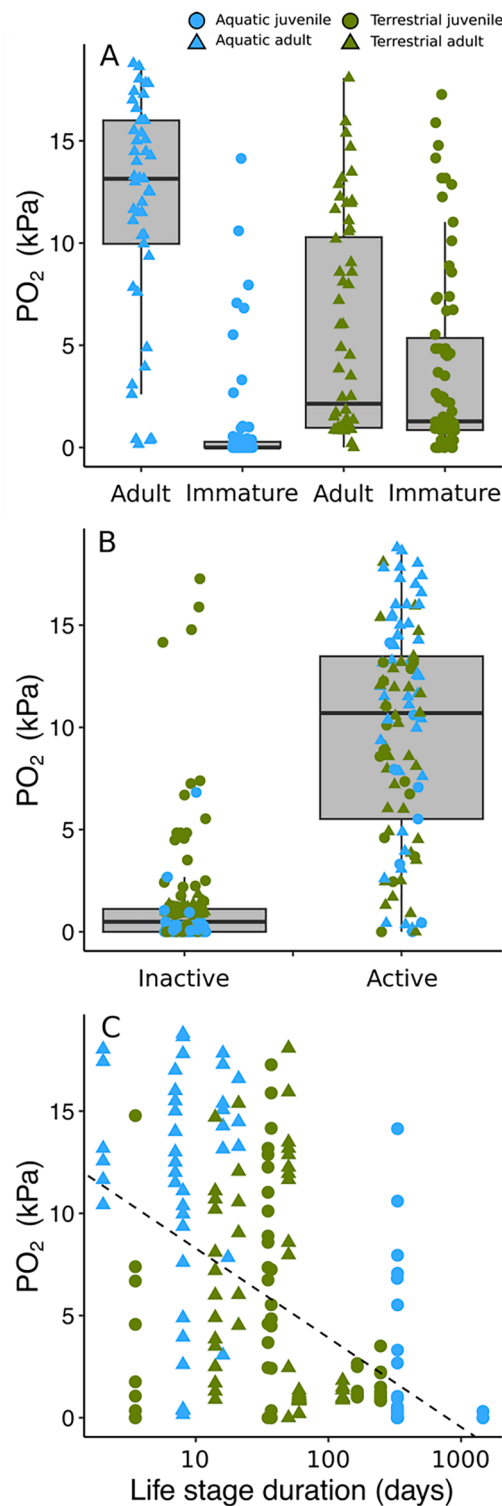 Aquatic juvenile Terrestrial juvenile
Aquatic adult Terrestrial adult
A
15
10
5
0
PO2 (kPa)
Adult Immature Adult Immature
B
15
10
5
0
PO2 (kPa)
Inactive Active
C
15
10
5
0
PO2 (kPa)
10 100 1000
Life stage duration (days)